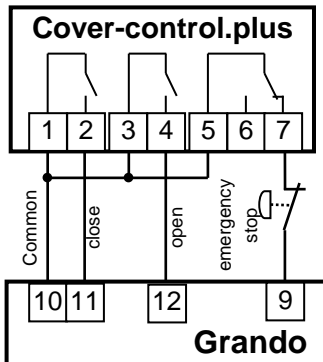 Cover-control.plus
1 2 3 4 5 6 7
Common
close
open
emergency
stop
10 11 12 9
Grando